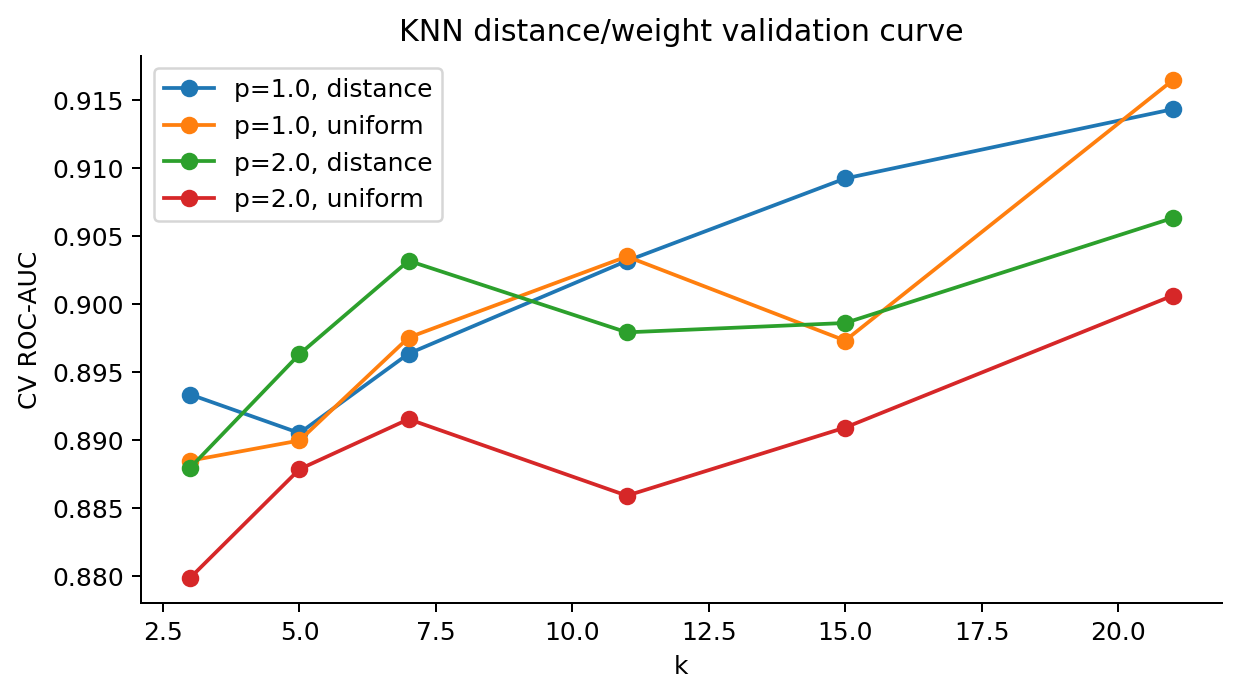 KNN distance/weight validation curve
p=1.0, distance
p=1.0, uniform
p=2.0, distance
p=2.0, uniform
CV ROC-AUC
0.915
0.910
0.905
0.900
0.895
0.890
0.885
0.880
2.5 5.0 7.5 10.0 12.5 15.0 17.5 20.0
k